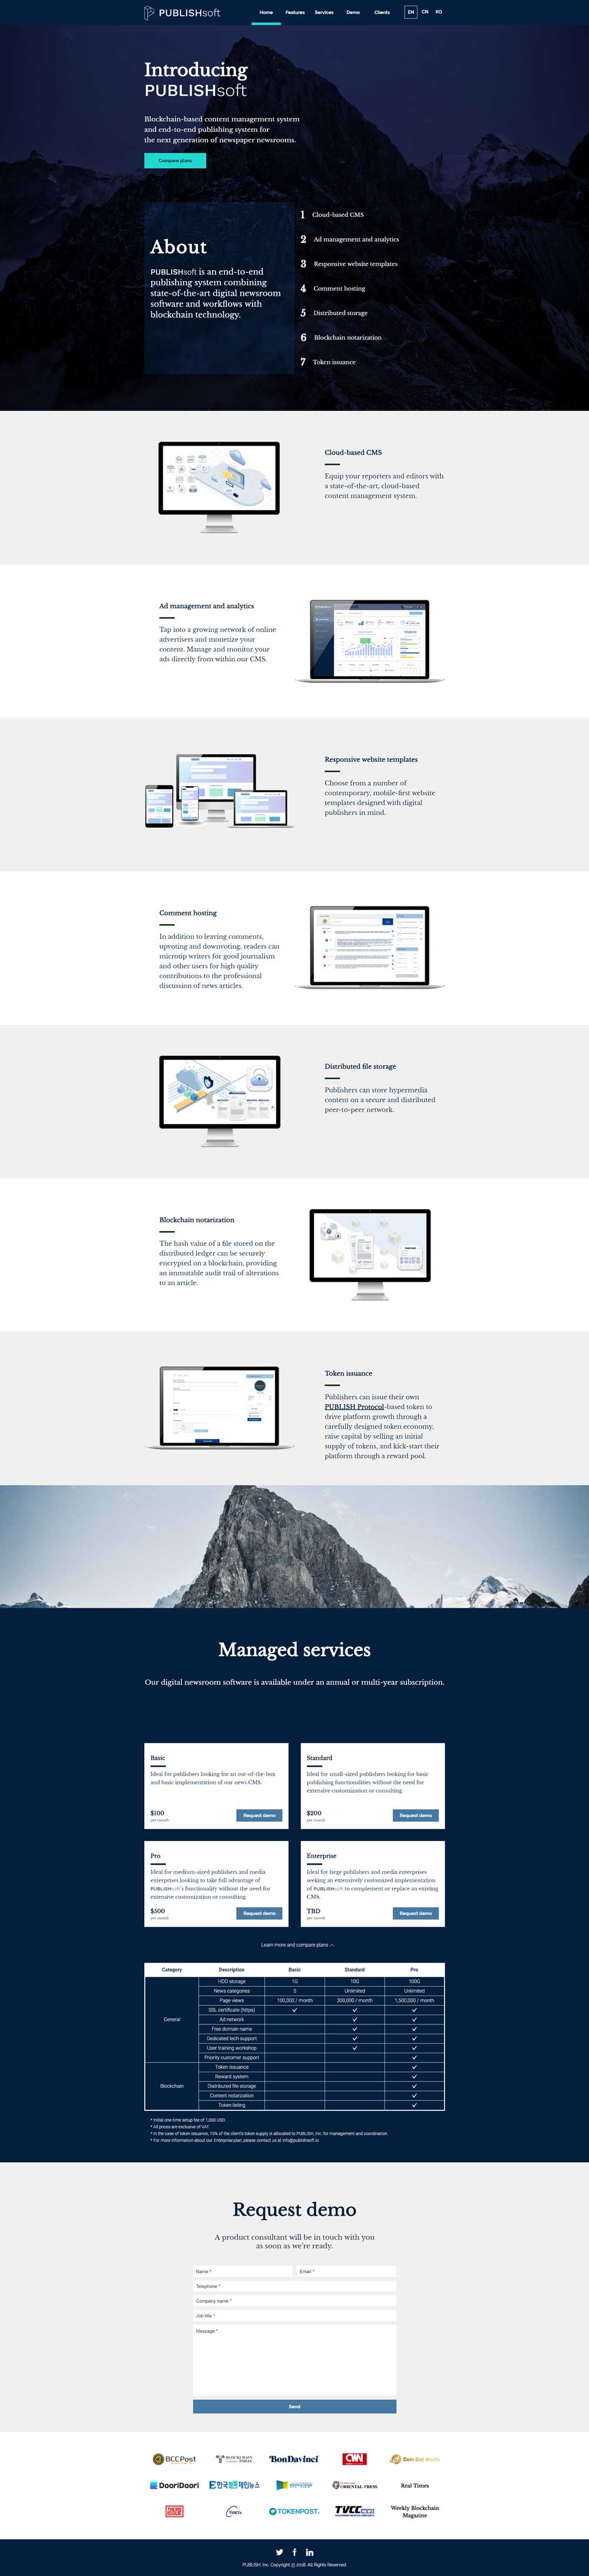 PUBLISHsoft
Home Features Services Demo Clients EN CN KO
Introducing
PUBLISHsoft
Blockchain-based content management system
and end-to-end publishing system for
the next generation of newspaper newsrooms.
Compare plans
About
PUBLISHsoft is an end-to-end
publishing system combining
state-of-the-art digital newsroom
software and workflows with
blockchain technology.
1 Cloud-based CMS
2 Ad management and analytics
3 Responsive website templates
4 Comment hosting
5 Distributed storage
6 Blockchain notarization
7 Token issuance
Cloud-based CMS
Equip your reporters and editors with
a state-of-the-art, cloud-based
content management system.
Ad management and analytics
Tap into a growing network of online
advertisers and monetize your
content. Manage and monitor your
ads directly from within our CMS.
Responsive website templates
Choose from a number of
contemporary, mobile-first website
templates designed with digital
publishers in mind.
Comment hosting
In addition to leaving comments,
upvoting and downvoting, readers can
microtip writers for good journalism
and other users for high quality
contributions to the professional
discussion of news articles.
Distributed file storage
Publishers can store hypermedia
content on a secure and distributed
peer-to-peer network.
Blockchain notarization
The hash value of a file stored on the
distributed ledger can be securely
encrypted on a blockchain, providing
an immutable audit trail of alterations
to an article.
Token issuance
Publishers can issue their own
PUBLISH Protocol-based token to
drive platform growth through a
carefully designed token economy,
raise capital by selling an initial
supply of tokens, and kick-start their
platform through a reward pool.
Managed services
Our digital newsroom software is available under an annual or multi-year subscription.
Basic
Ideal for publishers looking for an out-of-the-box
and basic implementation of our news CMS.
$100
per month
Request demo
Standard
Ideal for small-sized publishers looking for basic
publishing functionalities without the need for
extensive customization or consulting.
$200
per month
Request demo
Pro
Ideal for medium-sized publishers and media
enterprises looking to take full advantage of
PUBLISHsoft's functionality without the need for
extensive customization or consulting.
$500
per month
Request demo
Enterprise
Ideal for large publishers and media enterprises
seeking an extensively customized implementation
of PUBLISHsoft to complement or replace an existing
CMS.
TBD
per month
Request demo
Learn more and compare plans
Category Description Basic Standard Pro
General
HDD storage 1G 10G 100G
News categories 5 Unlimited Unlimited
Page views 100,000 / month 300,000 / month 1,500,000 / month
SSL certificate (https) ✓ ✓ ✓
Ad network ✓ ✓
Free domain name ✓ ✓
Dedicated tech support ✓ ✓
User training workshop ✓ ✓
Priority customer support ✓
Blockchain
Token issuance ✓
Reward system ✓
Distributed file storage ✓
Content notarization ✓
Token listing ✓
* Initial one-time setup fee of 1,000 USD.
* All prices are exclusive of VAT.
* In the case of token issuance, 10% of the client's token supply is allocated to PUBLISH, Inc. for management and coordination.
* For more information about our Enterprise plan, please contact us at info@publishsoft.io
Request demo
A product consultant will be in touch with you
as soon as we're ready.
Name * Email *
Telephone *
Company name *
Job title *
Message *
Send
BCC Post BLOCKCHAIN TODAY BonDavinci CWN Coin Cat Media
DooriDoori 한국블체인뉴스 ORIENTAL PRESS Real Times
THE BIG ISSUE TOKENPOST TVCC NEWS Weekly Blockchain
Magazine
PUBLISH, Inc. Copyright © 2018. All Rights Reserved.